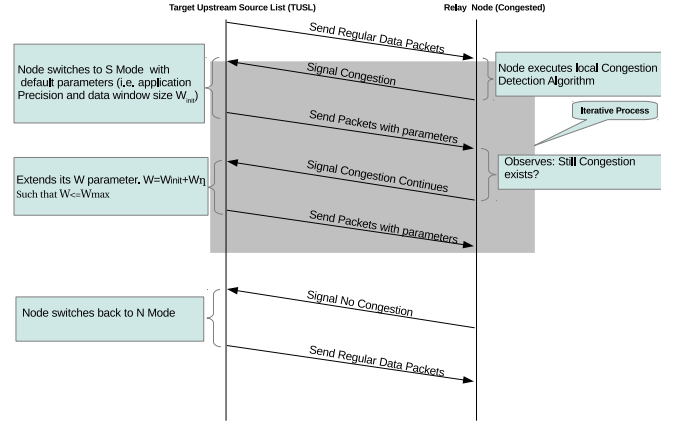 Target Upstream Source List (TUSL)
Relay Node (Congested)
Send Regular Data Packets
Node switches to S Mode with
default parameters (i.e. application
Precision and data window size Winit)
Signal Congestion
Node executes local Congestion
Detection Algorithm
Iterative Process
Send Packets with parameters
Observes: Still Congestion
exists?
Extends its W parameter. W=Winit+Wη
Such that W<=Wmax
Signal Congestion Continues
Send Packets with parameters
Signal No Congestion
Node switches back to N Mode
Send Regular Data Packets